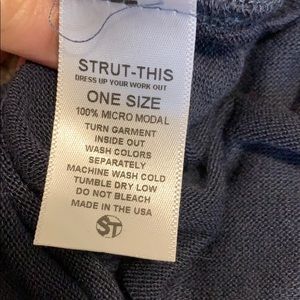 STRUT-THIS
DRESS UP YOUR WORK OUT
ONE SIZE
100% MICRO MODAL
TURN GARMENT
INSIDE OUT
WASH COLORS
SEPARATELY
MACHINE WASH COLD
TUMBLE DRY LOW
DO NOT BLEACH
MADE IN THE USA
ST